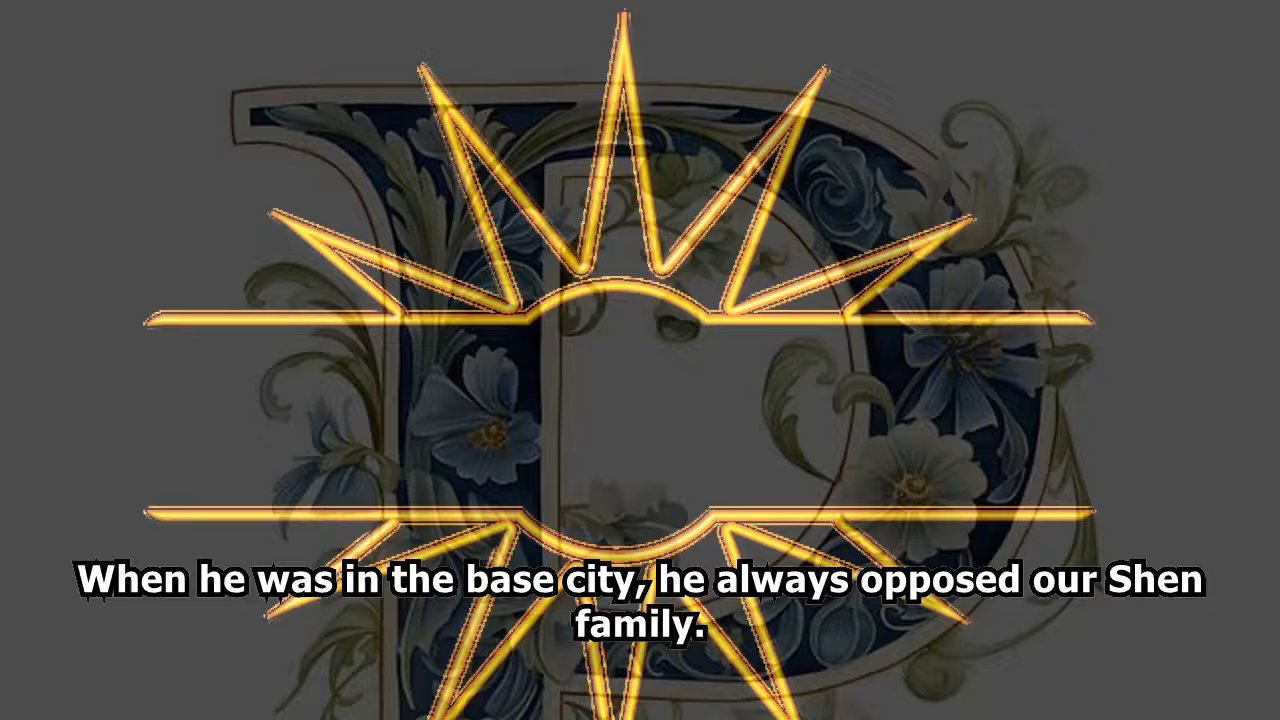 When he was in the base city, he always opposed our Shen
family.